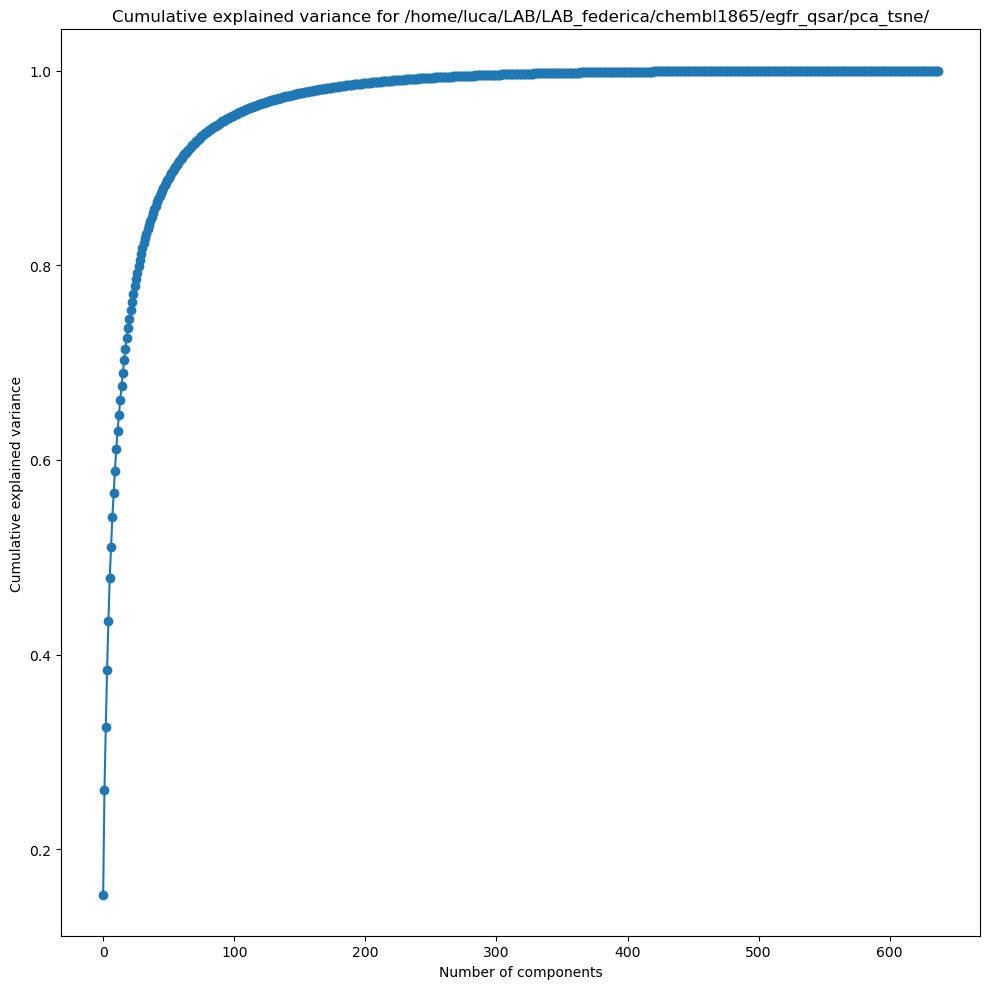 Cumulative explained variance for /home/luca/LAB/LAB_federica/chembl1865/egfr_qsar/pca_tsne/
1.0
0.8
0.6
0.4
0.2
Cumulative explained variance
0 100 200 300 400 500 600
Number of components